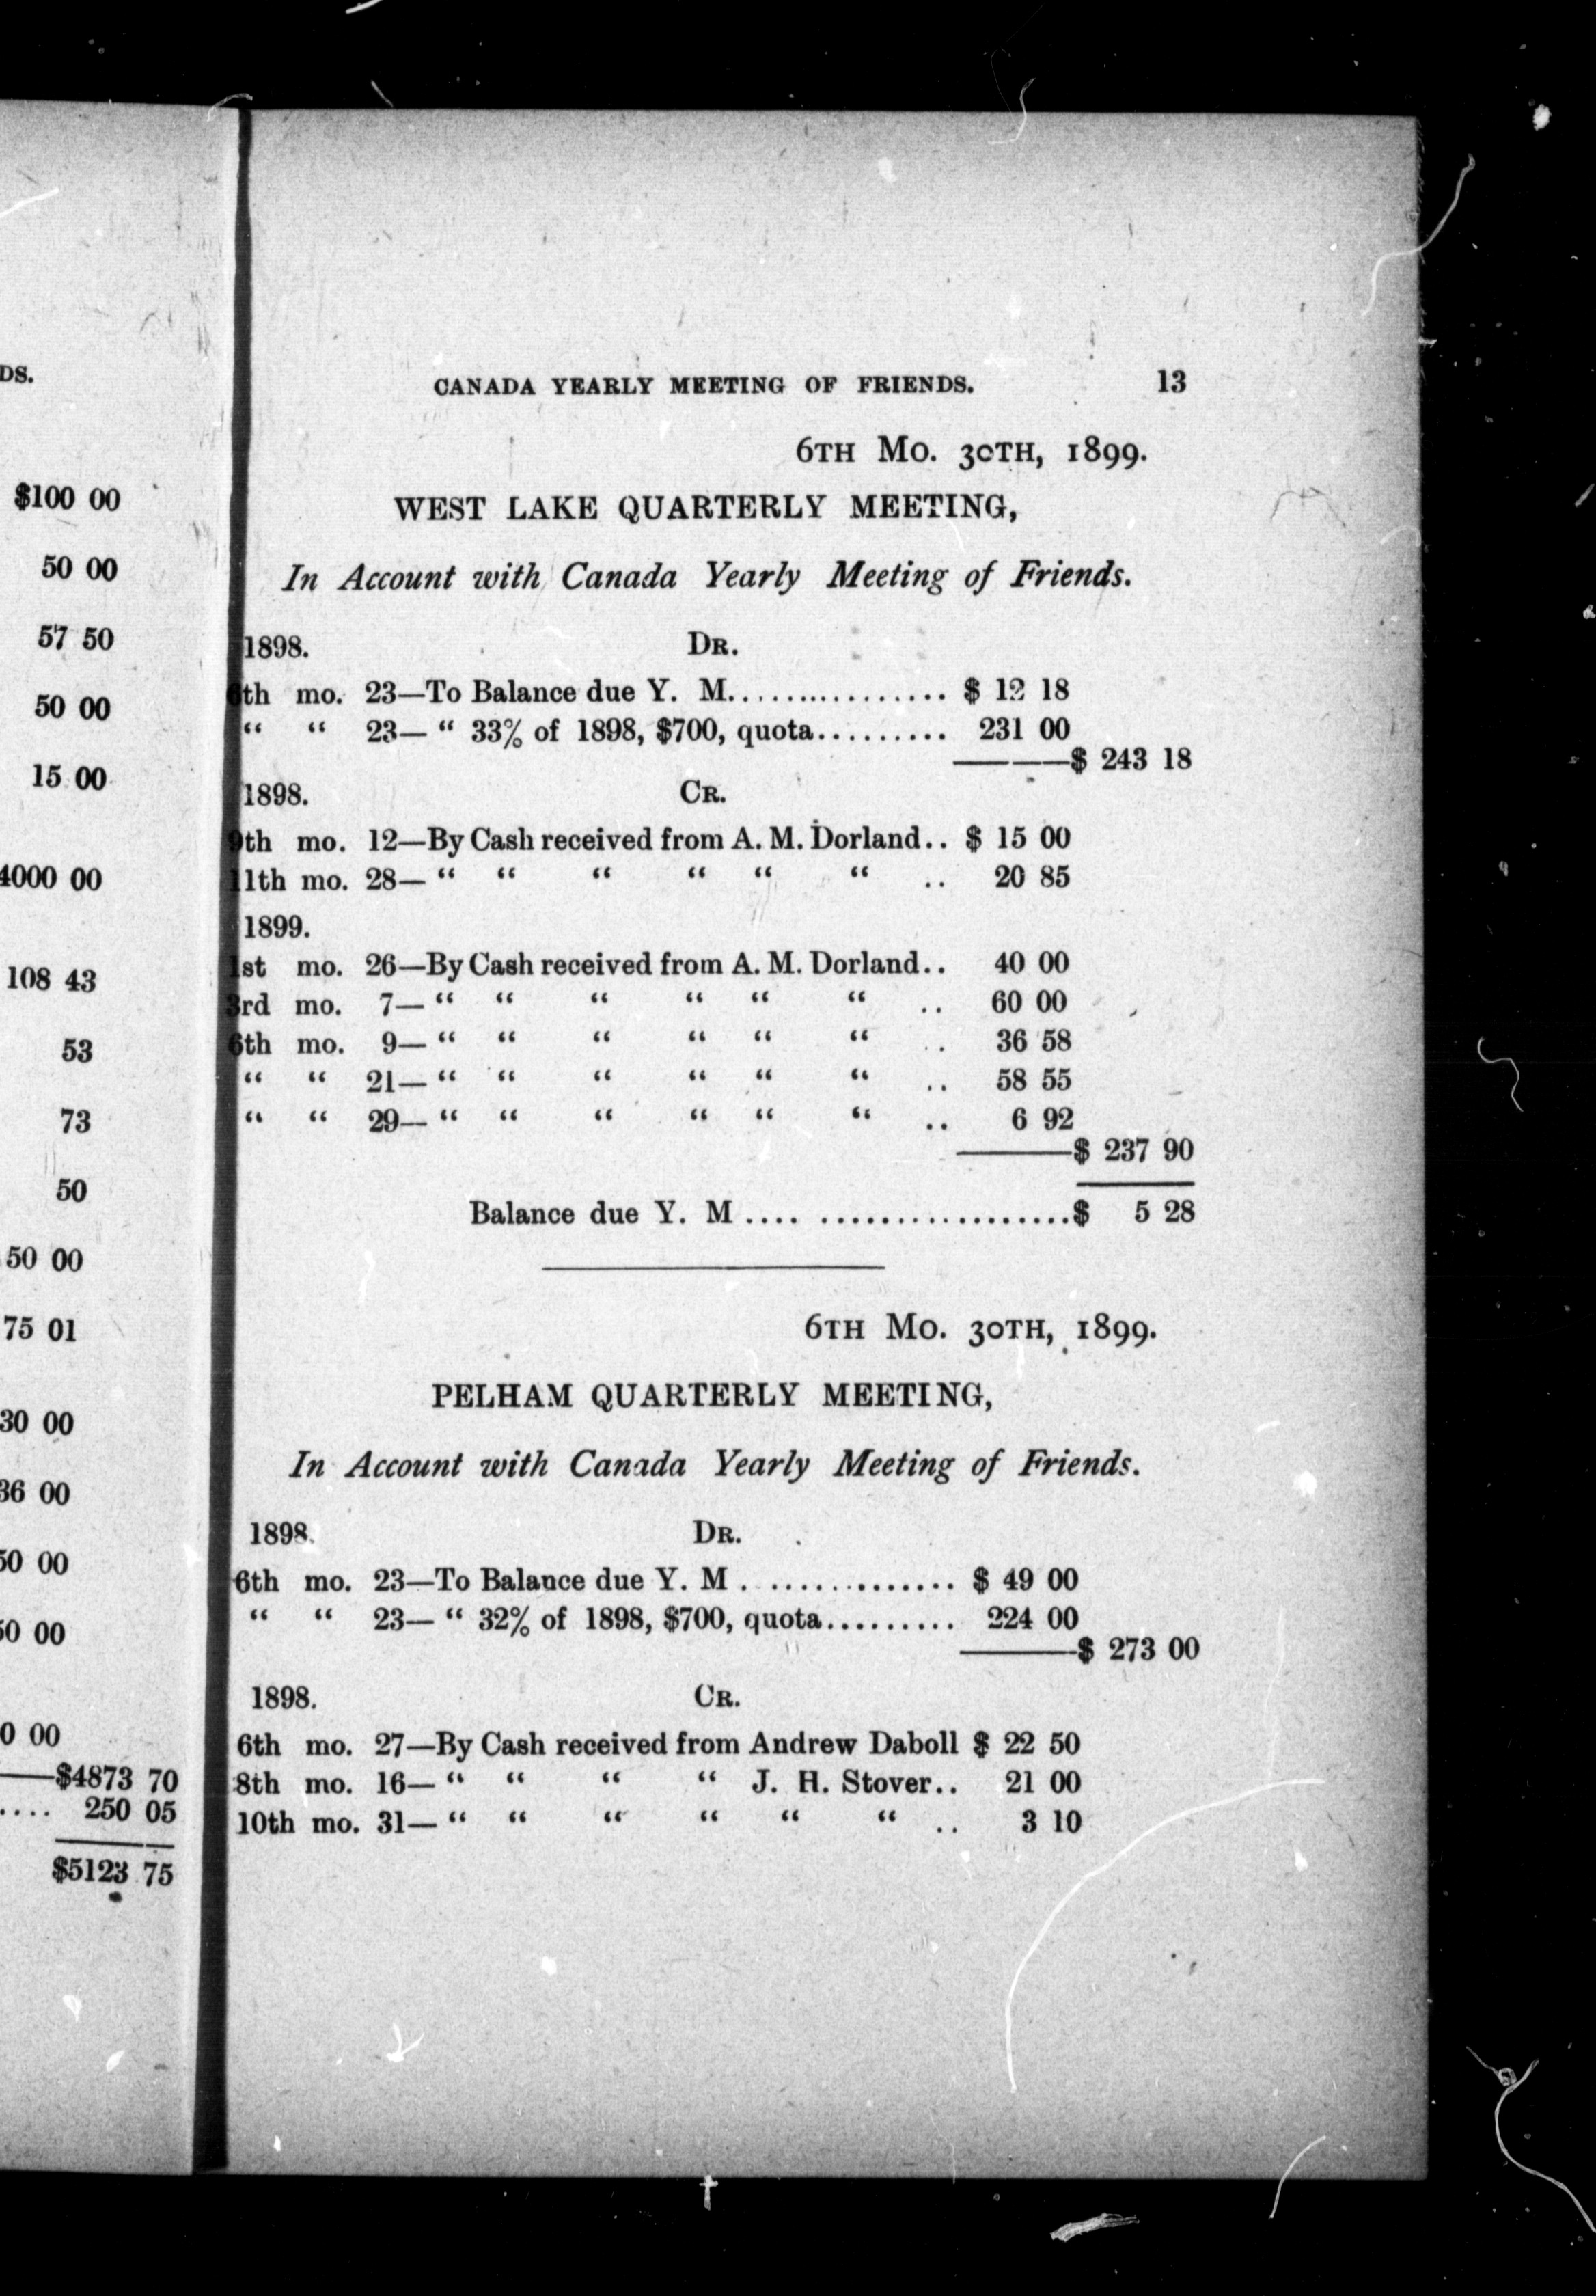 DS.
$100 00
50 00
57 50
50 00
15 00
4000 00
108 43
53
73
50
50 00
75 01
30 00
36 00
50 00
50 00
0 00
——$4873 70
.... 250 05
$5123 75
CANADA YEARLY MEETING OF FRIENDS. 13
6TH MO. 30TH, 1899.
WEST LAKE QUARTERLY MEETING,
In Account with Canada Yearly Meeting of Friends.
1898. DR.
6th mo. 23—To Balance due Y. M................ $ 12 18
“ “ 23— “ 33% of 1898, $700, quota......... 231 00
———$ 243 18
1898. CR.
9th mo. 12—By Cash received from A. M. Dorland.. $ 15 00
11th mo. 28— “ “ “ “ “ “ .. 20 85
1899.
1st mo. 26—By Cash received from A. M. Dorland.. 40 00
3rd mo. 7— “ “ “ “ “ “ .. 60 00
6th mo. 9— “ “ “ “ “ “ .. 36 58
“ “ 21— “ “ “ “ “ “ .. 58 55
“ “ 29— “ “ “ “ “ “ .. 6 92
———$ 237 90
Balance due Y. M .... .................$ 5 28
6TH MO. 30TH, 1899.
PELHAM QUARTERLY MEETING,
In Account with Canada Yearly Meeting of Friends.
1898. DR.
6th mo. 23—To Balance due Y. M . ............. $ 49 00
“ “ 23— “ 32% of 1898, $700, quota......... 224 00
———$ 273 00
1898. CR.
6th mo. 27—By Cash received from Andrew Daboll $ 22 50
8th mo. 16— “ “ “ “ J. H. Stover.. 21 00
10th mo. 31— “ “ “ “ “ “ .. 3 10